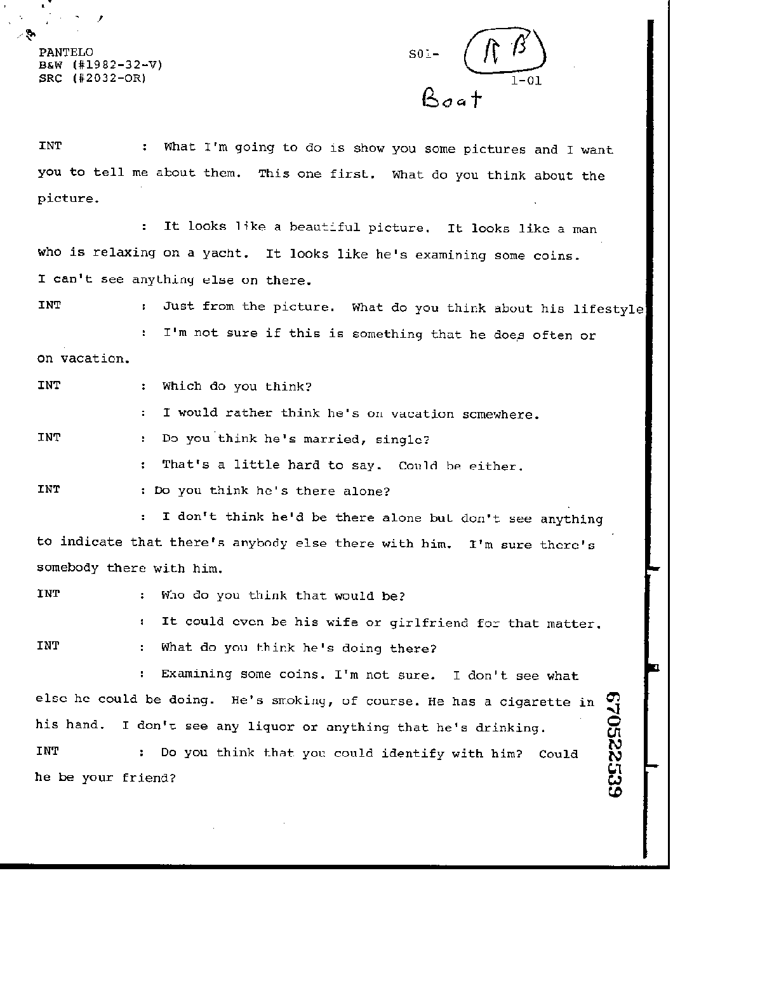 PANTELO
B&W (#1982-32-V)
SRC (#2032-OR)
S01-
1-01
Boat
INT : What I'm going to do is show you some pictures and I want
you to tell me about them. This one first. What do you think about the
picture.
: It looks like a beautiful picture. It looks like a man
who is relaxing on a yacht. It looks like he's examining some coins.
I can't see anything else on there.
INT : Just from the picture. What do you think about his lifestyle
: I'm not sure if this is something that he does often or
on vacation.
INT : Which do you think?
: I would rather think he's on vacation somewhere.
INT : Do you think he's married, single?
: That's a little hard to say. Could be either.
INT : Do you think he's there alone?
: I don't think he'd be there alone but don't see anything
to indicate that there's anybody else there with him. I'm sure there's
somebody there with him.
INT : Who do you think that would be?
: It could even be his wife or girlfriend for that matter.
INT : What do you think he's doing there?
: Examining some coins. I'm not sure. I don't see what
else he could be doing. He's smoking, of course. He has a cigarette in
his hand. I don't see any liquor or anything that he's drinking.
INT : Do you think that you could identify with him? Could
he be your friend?
670522539